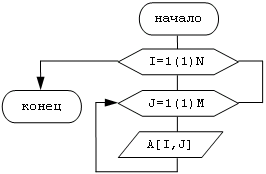 начало
I=1(1)N
конец
J=1(1)M
A[I,J]